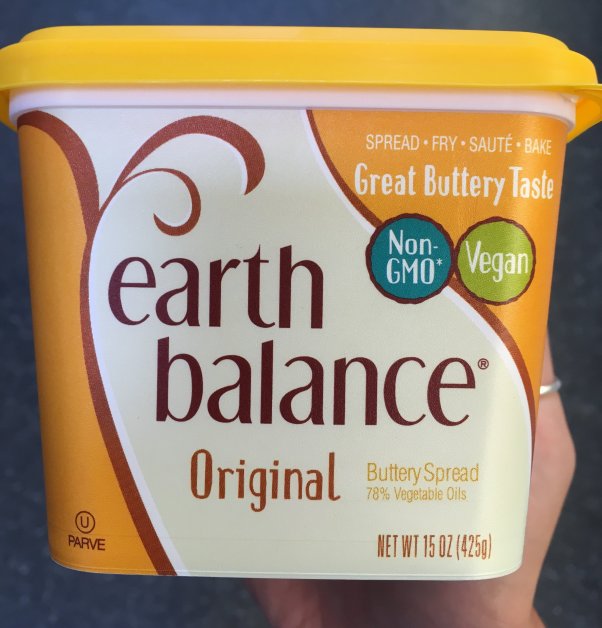 SPREAD • FRY • SAUTÉ • BAKE
Great Buttery Taste
Non-
GMO*
Vegan
earth
balance®
Original
Buttery Spread
78% Vegetable Oils
U
PARVE
NET WT 15 OZ (425g)